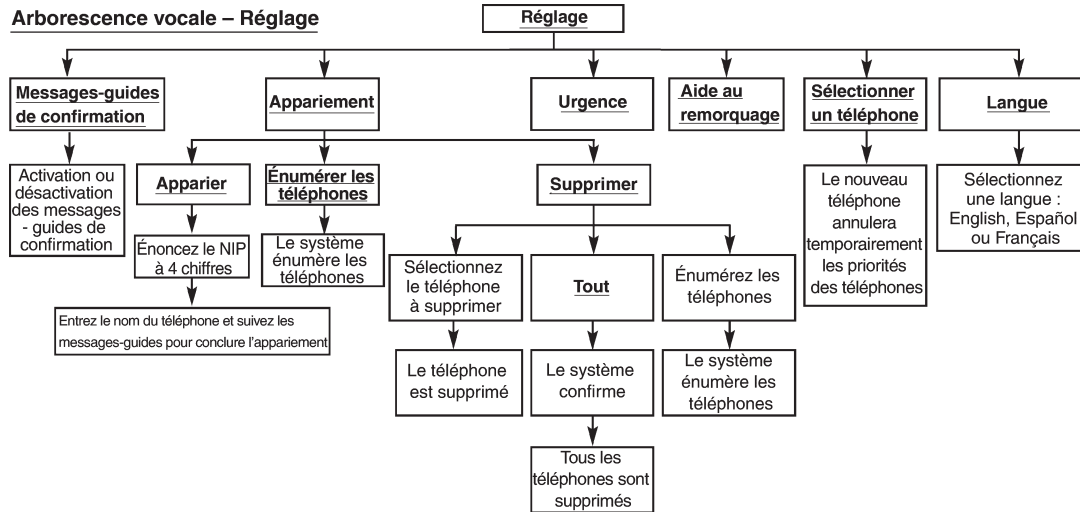 Arborescence vocale – Réglage
Réglage
Messages-guides
de confirmation
Appariement
Urgence
Aide au
remorquage
Sélectionner
un téléphone
Langue
Activation ou
désactivation
des messages
- guides de
confirmation
Apparier
Énumérer les
téléphones
Supprimer
Le nouveau
téléphone
annulera
temporairement
les priorités
des téléphones
Sélectionnez
une langue :
English, Español
ou Français
Énoncez le NIP
à 4 chiffres
Le système
énumère les
téléphones
Sélectionnez
le téléphone
à supprimer
Tout
Énumérez les
téléphones
Entrez le nom du téléphone et suivez les
messages-guides pour conclure l’appariement
Le téléphone
est supprimé
Le système
confirme
Le système
énumère les
téléphones
Tous les
téléphones sont
supprimés